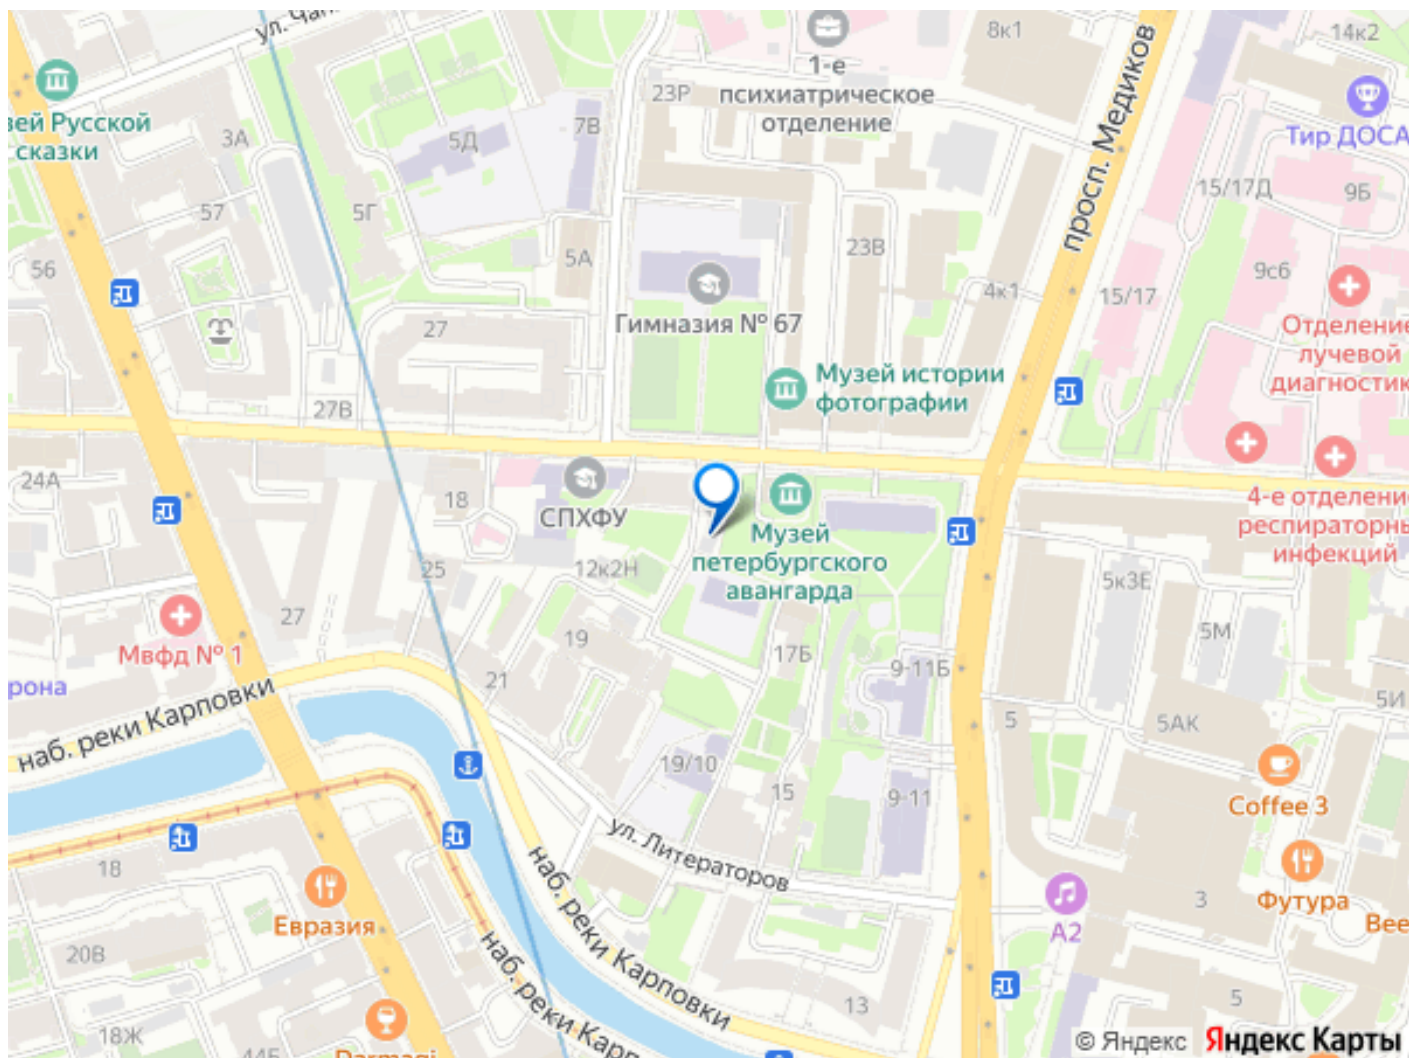 ул. Чап
8к1
14к2
1-е
психиатрическое
отделение
23Р
просп. Медиков
Тир ДОСА
зей Русской
сказки
3А
5Д
7В
15/17Д
9Б
57
5Г
5А
23В
9с6
56
4к1
15/17
27
Гимназия № 67
Отделение
лучевой
диагностик
Музей истории
фотографии
27В
24А
18
СПХФУ
4-е отделение
респираторны
инфекций
Музей
петербургского
авангарда
25
12к2Н
5к3Е
27
19
5М
Мвфд № 1
17Б
9-11Б
рона
21
5И
наб. реки Карповки
5
5АК
19/10
15
9-11
Coffee 3
ул. Литераторов
18
наб. реки Карповки
Евразия
3
Футура
А2
Bee
20В
наб. реки Карп
13
5
18Ж
44Б
© Яндекс
Яндекс Карты